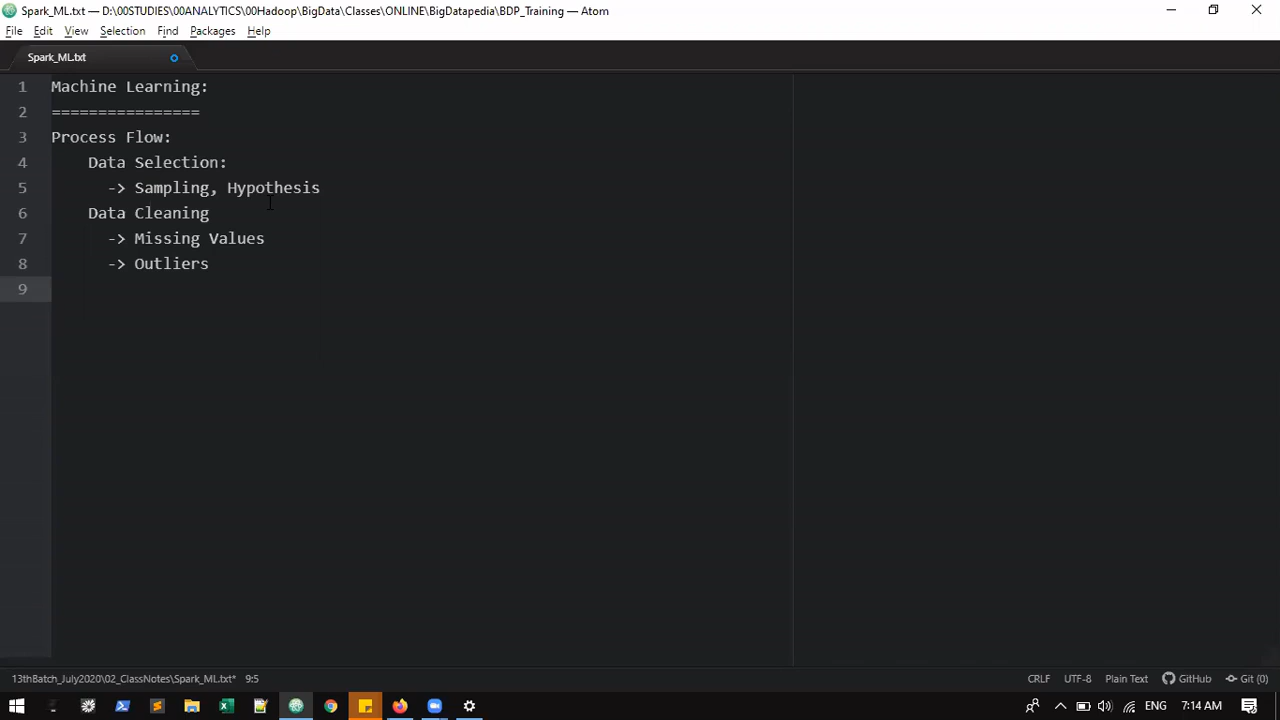 Spark_ML.txt — D:\00STUDIES\00ANALYTICS\00Hadoop\BigData\Classes\ONLINE\BigDatapedia\BDP_Training — Atom
File Edit View Selection Find Packages Help
Spark_ML.txt
1 Machine Learning:
2 ================
3 Process Flow:
4 Data Selection:
5 -> Sampling, Hypothesis
6 Data Cleaning
7 -> Missing Values
8 -> Outliers
9
13thBatch_July2020\02_ClassNotes\Spark_ML.txt* 9:5 CRLF UTF-8 Plain Text GitHub Git (0)
ENG 7:14 AM